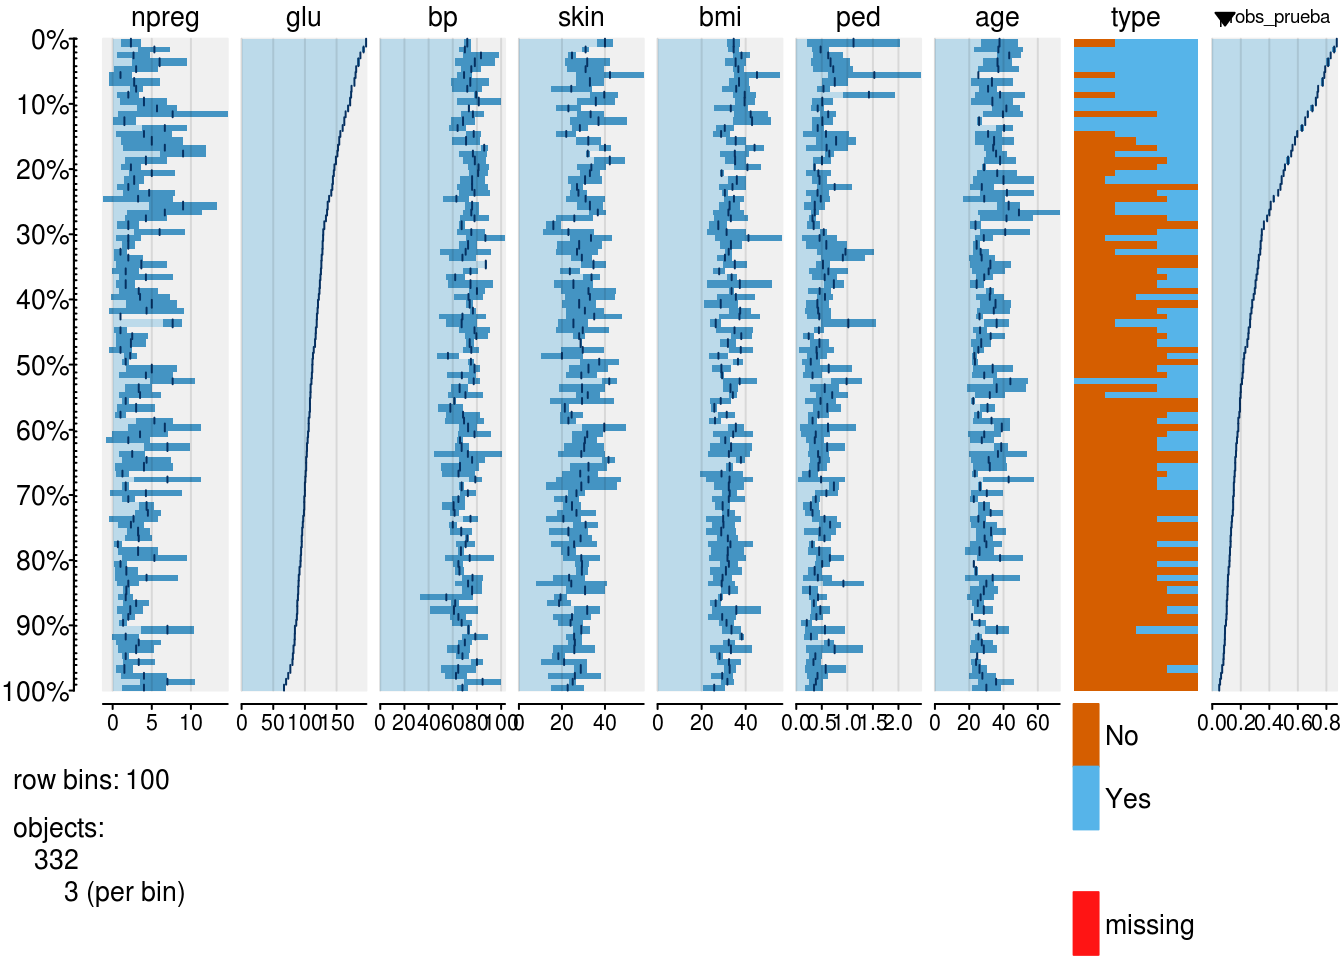 npreg glu bp skin bmi ped age type probs_prueba
0%
10%
20%
30%
40%
50%
60%
70%
80%
90%
100%
0 5 10 0 50 100 150 0 20 40 60 80 100 0 20 40 0 20 40 0.0 0.5 1.0 1.5 2.0 0 20 40 60 0.0 0.2 0.4 0.6 0.8
No
row bins: 100
Yes
objects:
332
3 (per bin)
missing